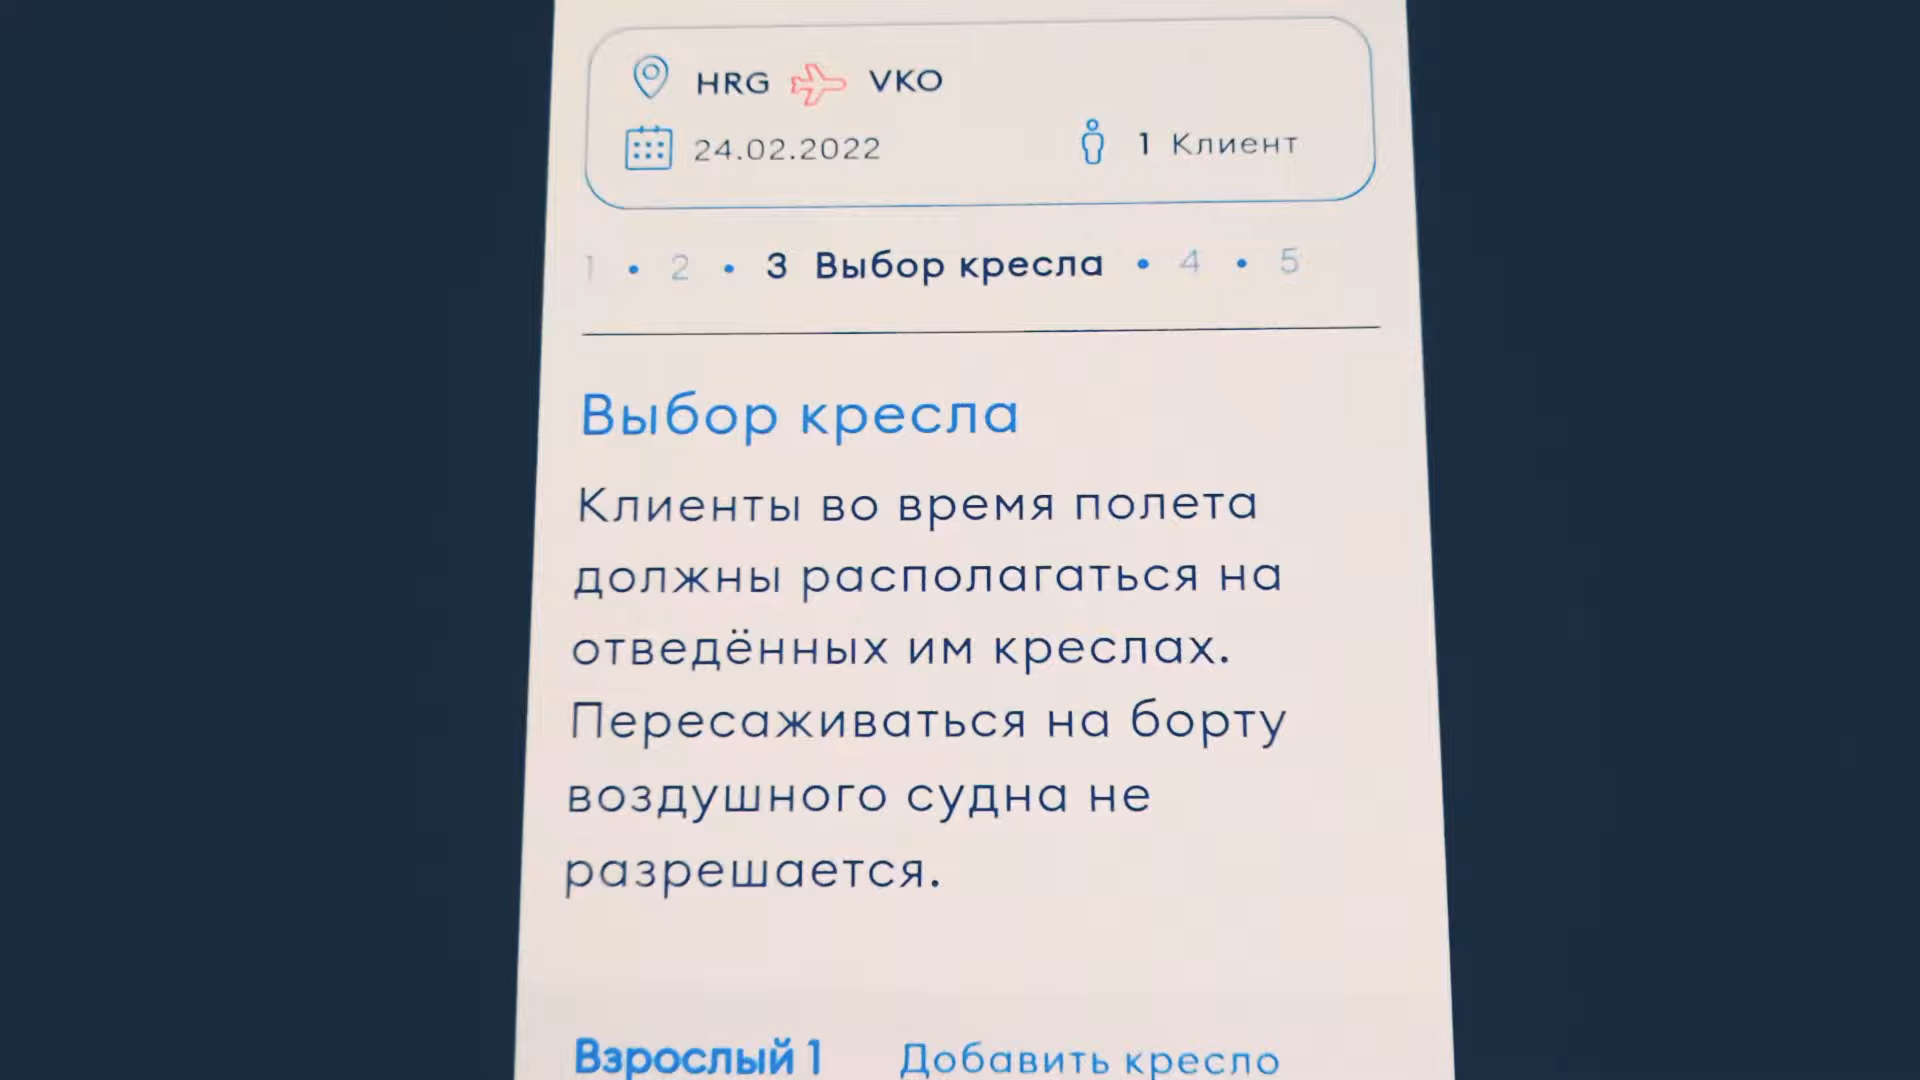 HRG VKO
24.02.2022 1 Клиент
1 • 2 • 3 Выбор кресла • 4 • 5
Выбор кресла
Клиенты во время полета
должны располагаться на
отведённых им креслах.
Пересаживаться на борту
воздушного судна не
разрешается.
Взрослый 1 Добавить кресло